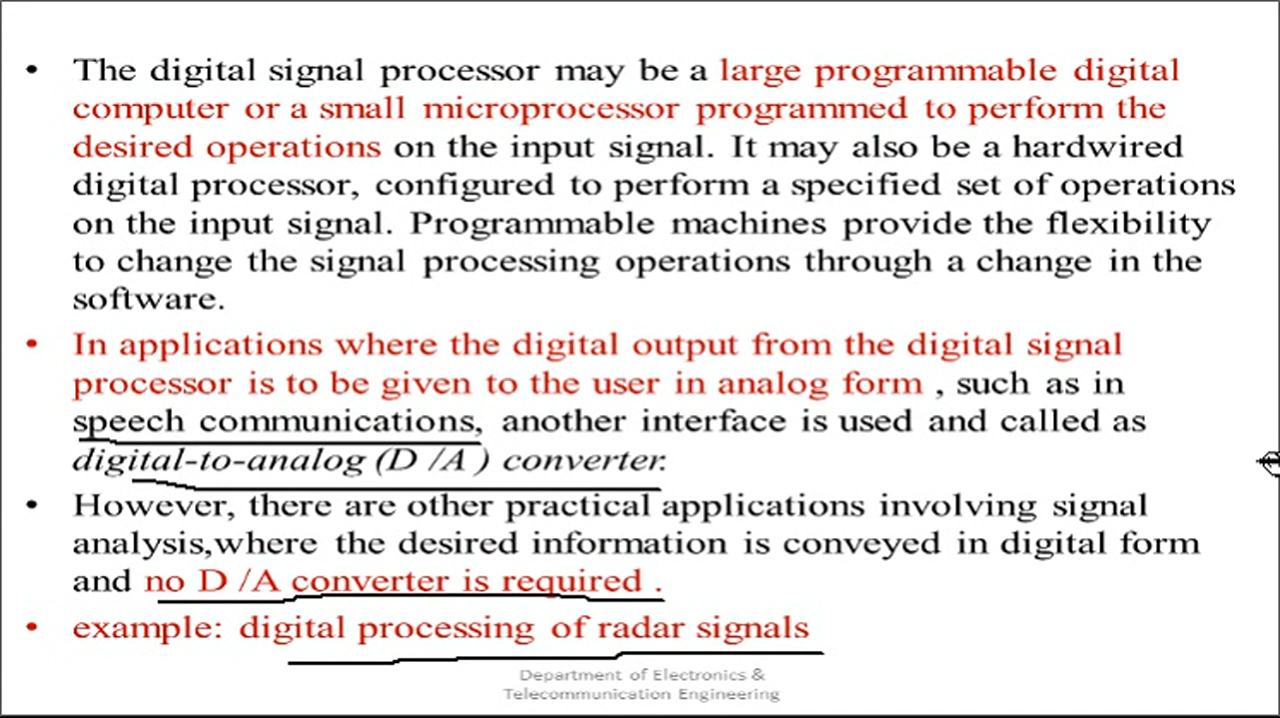 • The digital signal processor may be a large programmable digital
computer or a small microprocessor programmed to perform the
desired operations on the input signal. It may also be a hardwired
digital processor, configured to perform a specified set of operations
on the input signal. Programmable machines provide the flexibility
to change the signal processing operations through a change in the
software.
• In applications where the digital output from the digital signal
processor is to be given to the user in analog form , such as in
speech communications, another interface is used and called as
digital-to-analog (D /A ) converter.
• However, there are other practical applications involving signal
analysis,where the desired information is conveyed in digital form
and no D /A converter is required .
• example: digital processing of radar signals
Department of Electronics &
Telecommunication Engineering